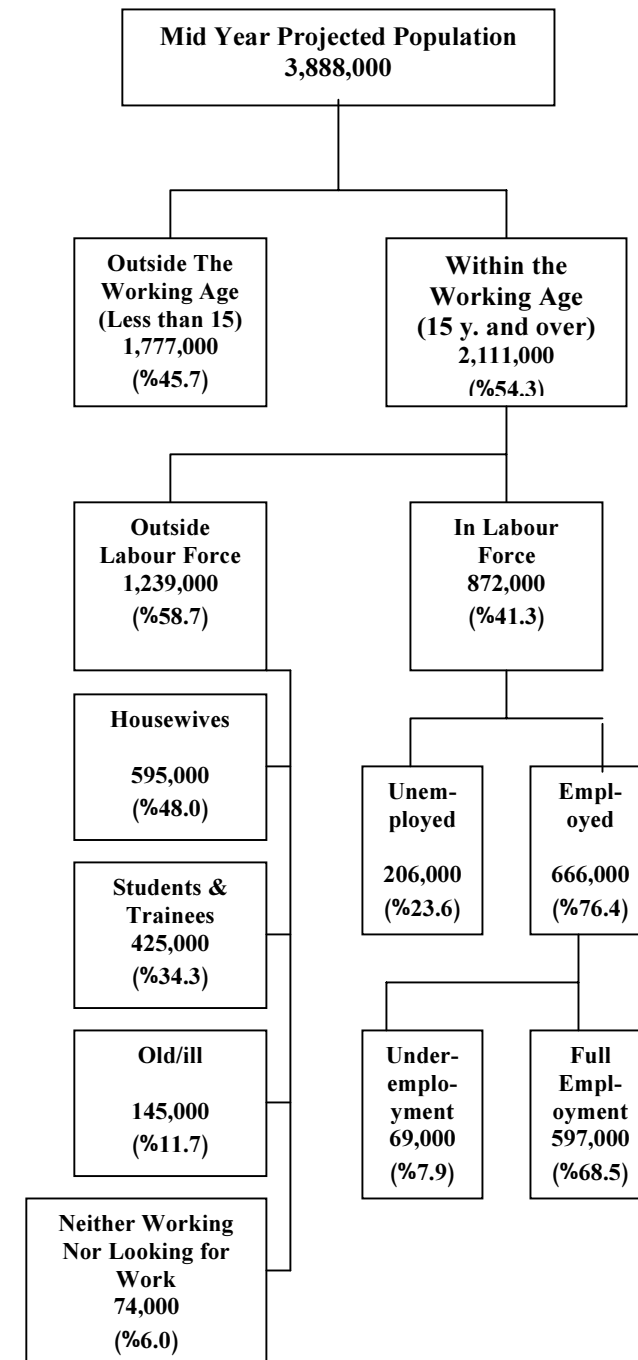 Mid Year Projected Population
3,888,000
Outside The
Working Age
(Less than 15)
1,777,000
(%45.7)
Within the
Working Age
(15 y. and over)
2,111,000
(%54.3)
Outside
Labour Force
1,239,000
(%58.7)
In Labour
Force
872,000
(%41.3)
Housewives
595,000
(%48.0)
Students &
Trainees
425,000
(%34.3)
Old/ill
145,000
(%11.7)
Neither Working
Nor Looking for
Work
74,000
(%6.0)
Unem-
ployed
206,000
(%23.6)
Empl-
oyed
666,000
(%76.4)
Under-
emplo-
yment
69,000
(%7.9)
Full
Empl-
oyment
597,000
(%68.5)